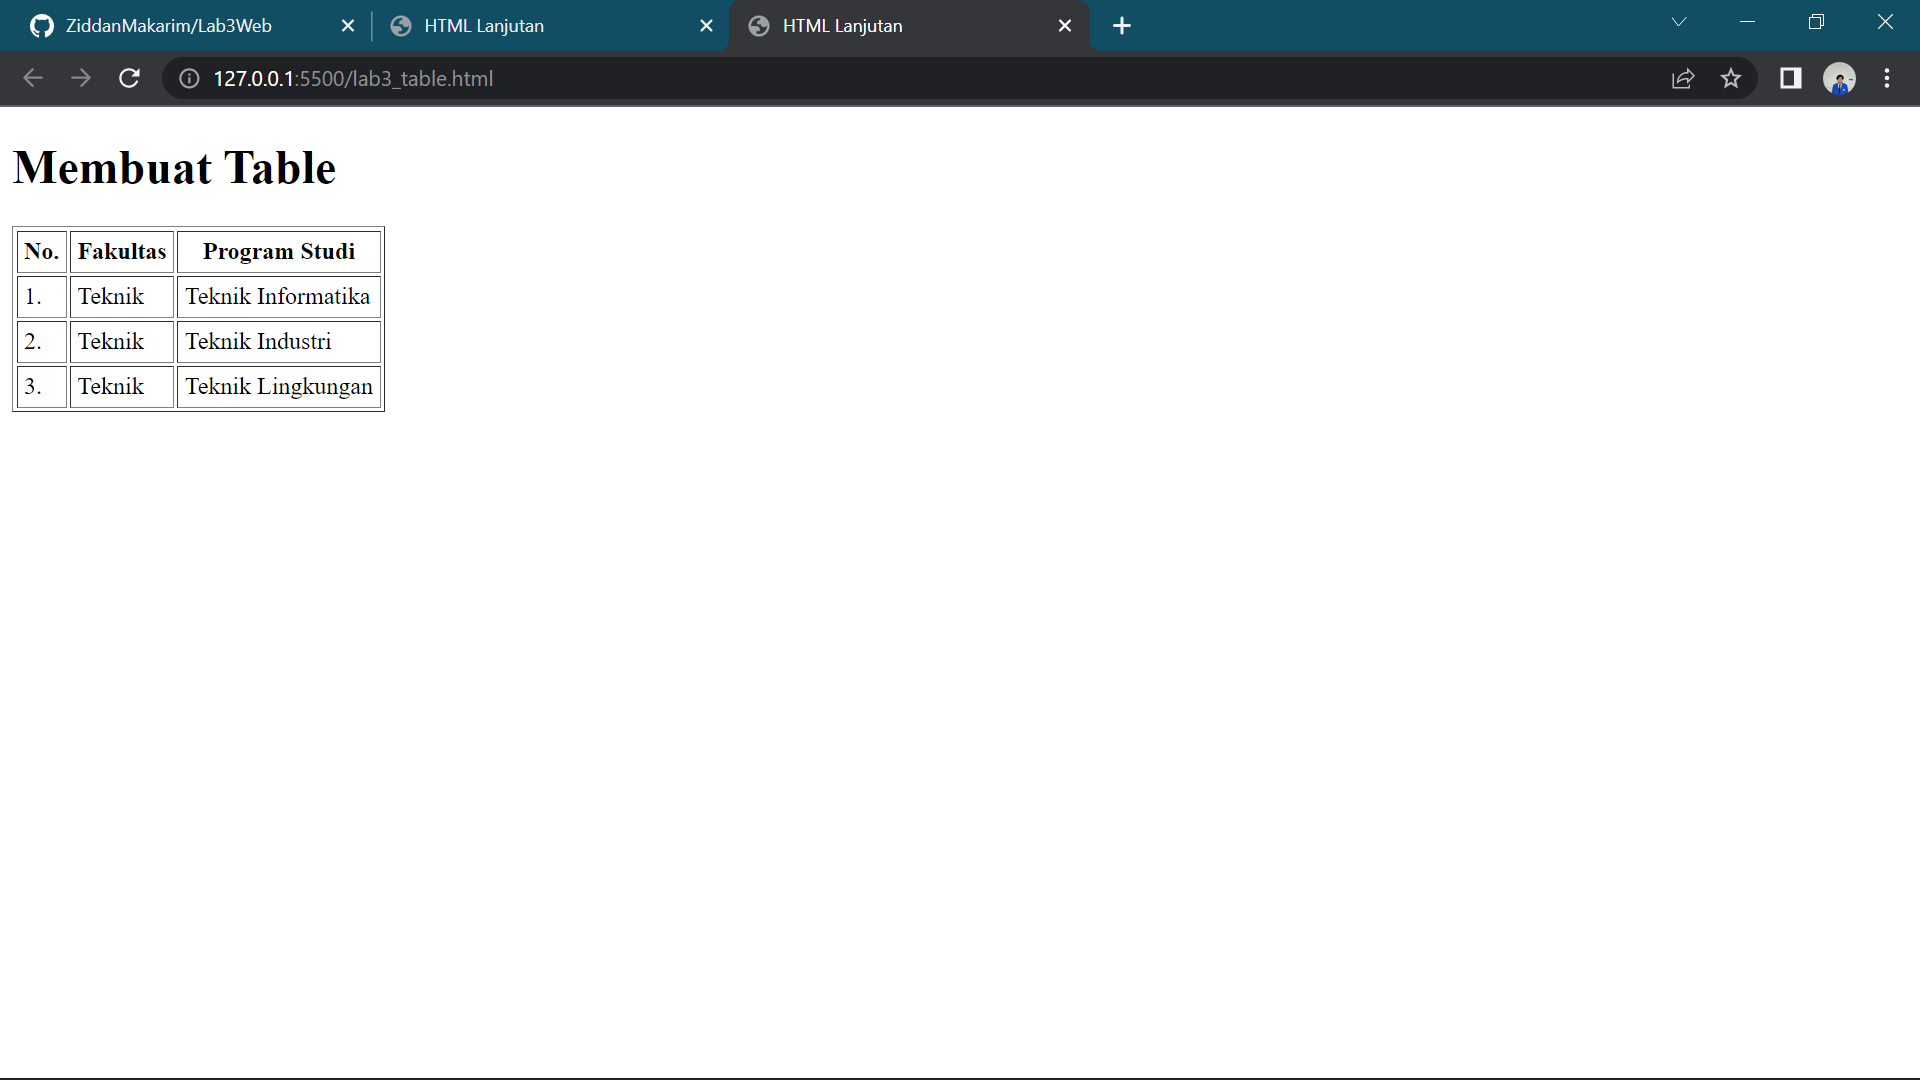 ZiddanMakarim/Lab3Web HTML Lanjutan HTML Lanjutan
127.0.0.1:5500/lab3_table.html
Membuat Table
No. Fakultas Program Studi
1. Teknik Teknik Informatika
2. Teknik Teknik Industri
3. Teknik Teknik Lingkungan